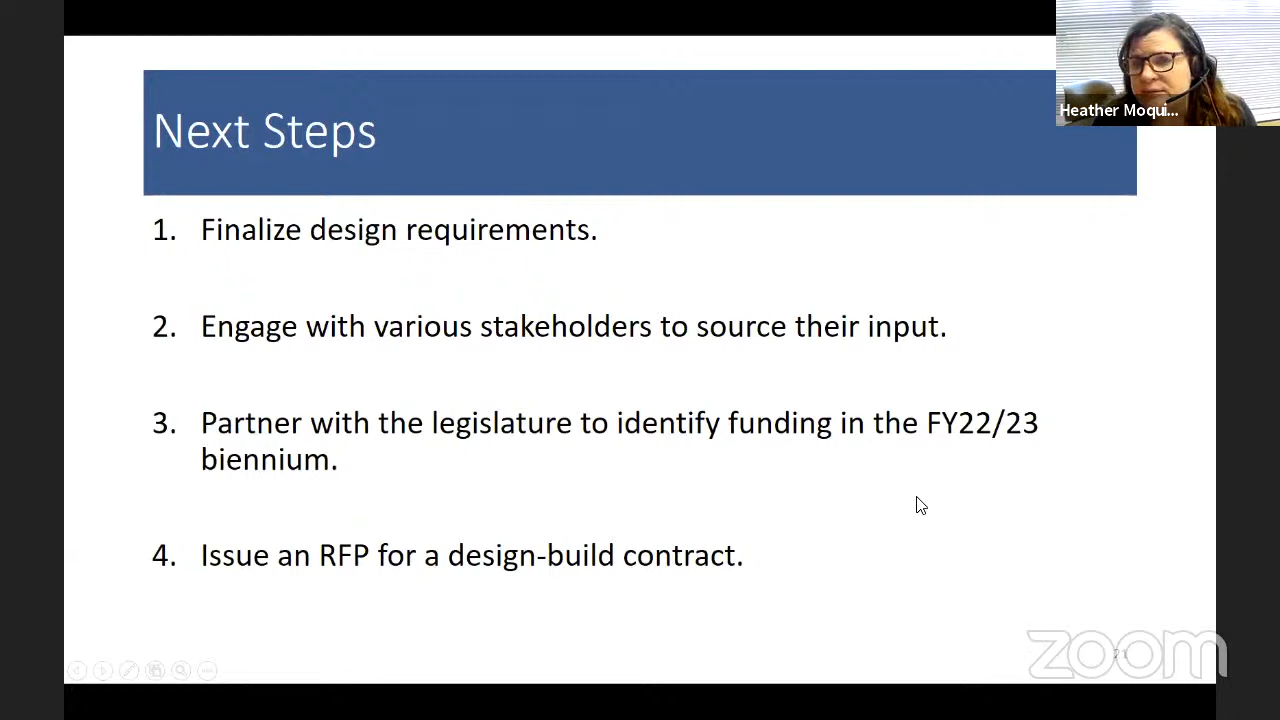 Heather Moqui...
Next Steps
1. Finalize design requirements.
2. Engage with various stakeholders to source their input.
3. Partner with the legislature to identify funding in the FY22/23
biennium.
4. Issue an RFP for a design-build contract.
zoom
21